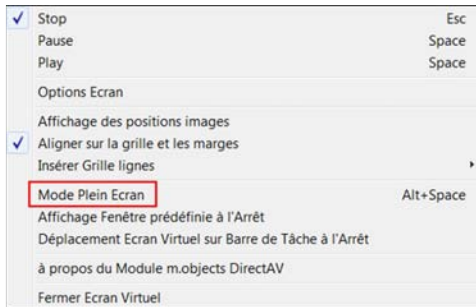 Stop Esc
Pause Space
Play Space
Options Ecran
Affichage des positions images
Aligner sur la grille et les marges
Insérer Grille lignes
Mode Plein Ecran Alt+Space
Affichage Fenêtre prédéfinie à l'Arrêt
Déplacement Ecran Virtuel sur Barre de Tâche à l'Arrêt
à propos du Module m.objects DirectAV
Fermer Ecran Virtuel